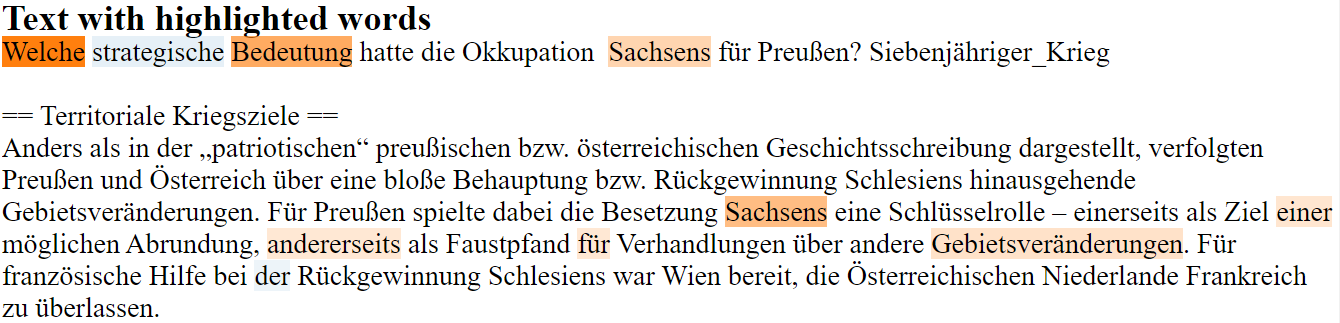 Text with highlighted words
Welche strategische Bedeutung hatte die Okkupation Sachsens für Preußen? Siebenjähriger_Krieg
== Territoriale Kriegsziele ==
Anders als in der „patriotischen“ preußischen bzw. österreichischen Geschichtsschreibung dargestellt, verfolgten
Preußen und Österreich über eine bloße Behauptung bzw. Rückgewinnung Schlesiens hinausgehende
Gebietsveränderungen. Für Preußen spielte dabei die Besetzung Sachsens eine Schlüsselrolle – einerseits als Ziel einer
möglichen Abrundung, andererseits als Faustpfand für Verhandlungen über andere Gebietsveränderungen. Für
französische Hilfe bei der Rückgewinnung Schlesiens war Wien bereit, die Österreichischen Niederlande Frankreich
zu überlassen.